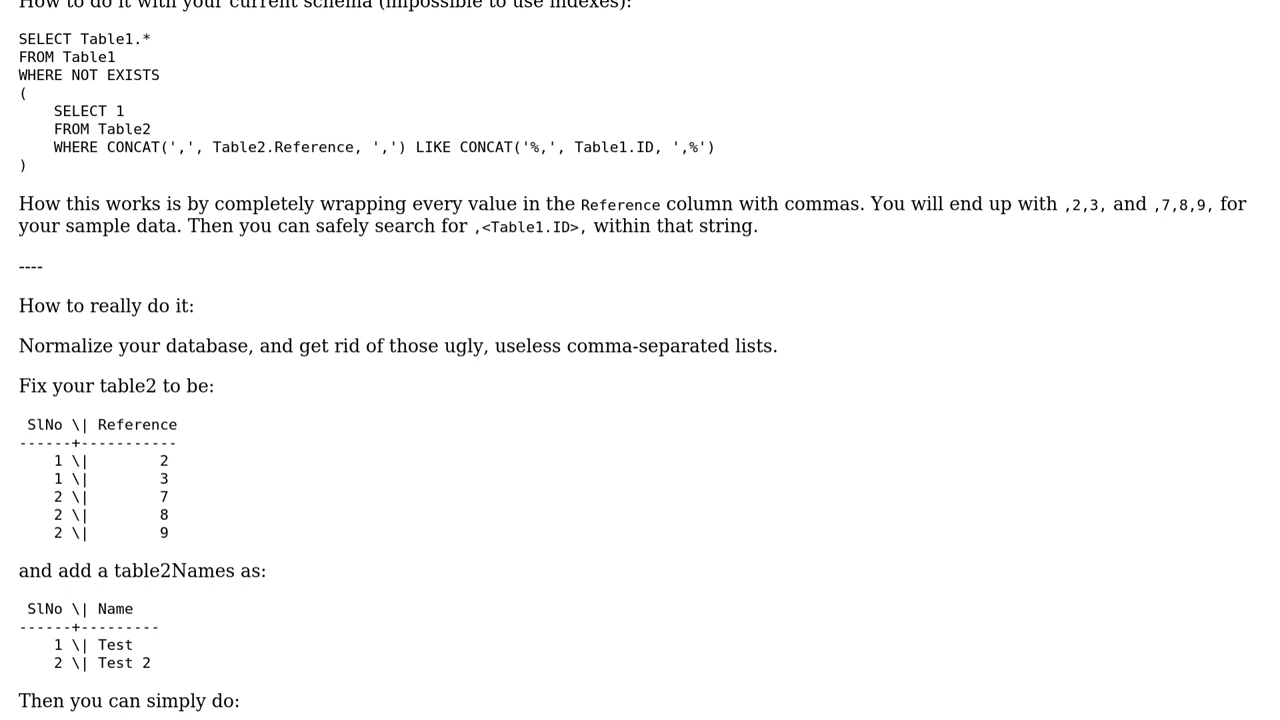 How to do it with your current schema (impossible to use indexes):
SELECT Table1.*
FROM Table1
WHERE NOT EXISTS
(
    SELECT 1
    FROM Table2
    WHERE CONCAT(',', Table2.Reference, ',') LIKE CONCAT('%,', Table1.ID, ',%')
)
How this works is by completely wrapping every value in the Reference column with commas. You will end up with ,2,3, and ,7,8,9, for
your sample data. Then you can safely search for ,<Table1.ID>, within that string.
----
How to really do it:
Normalize your database, and get rid of those ugly, useless comma-separated lists.
Fix your table2 to be:
 SlNo \| Reference
------+-----------
    1 \|        2
    1 \|        3
    2 \|        7
    2 \|        8
    2 \|        9
and add a table2Names as:
 SlNo \| Name
------+---------
    1 \| Test
    2 \| Test 2
Then you can simply do: